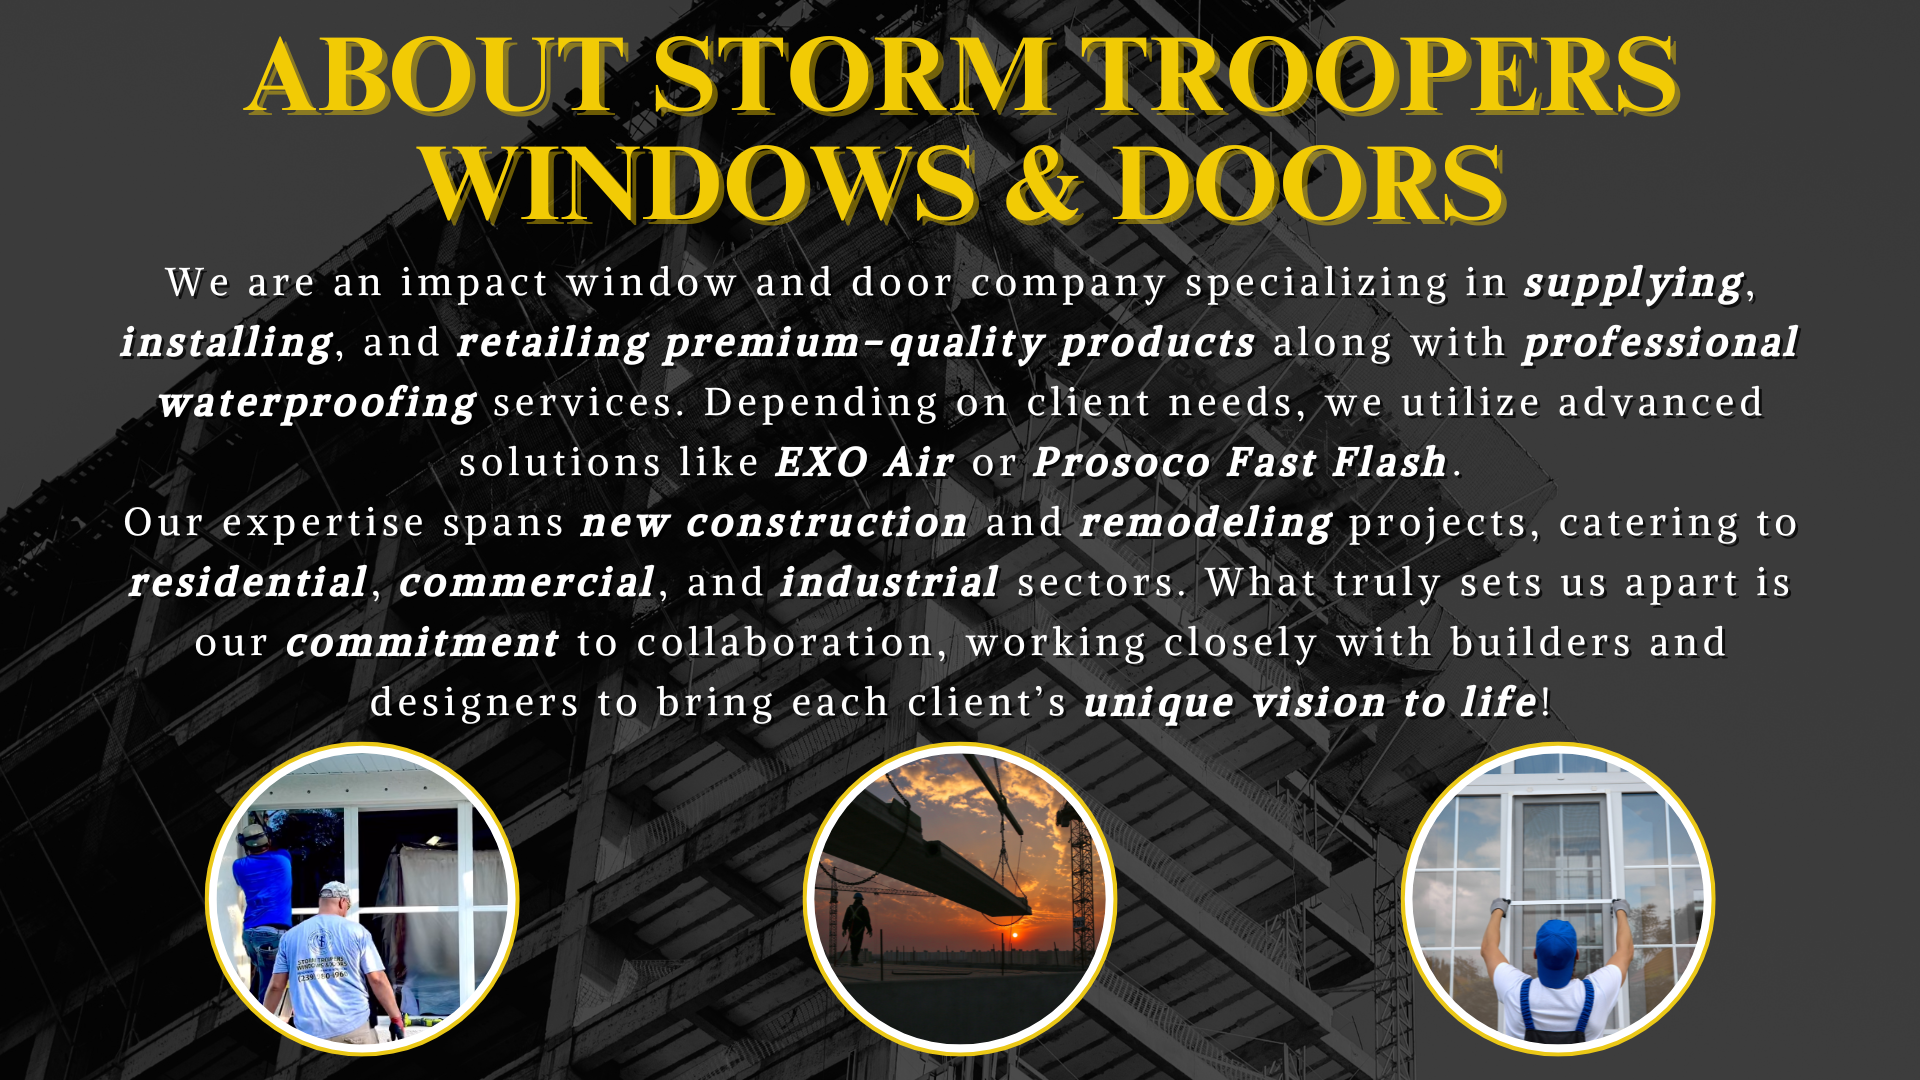 ABOUT STORM TROOPERS
WINDOWS & DOORS
We are an impact window and door company specializing in supplying,
installing, and retailing premium-quality products along with professional
waterproofing services. Depending on client needs, we utilize advanced
solutions like EXO Air or Prosoco Fast Flash.
Our expertise spans new construction and remodeling projects, catering to
residential, commercial, and industrial sectors. What truly sets us apart is
our commitment to collaboration, working closely with builders and
designers to bring each client's unique vision to life!
STORM TROOPERS
WINDOWS & DOORS